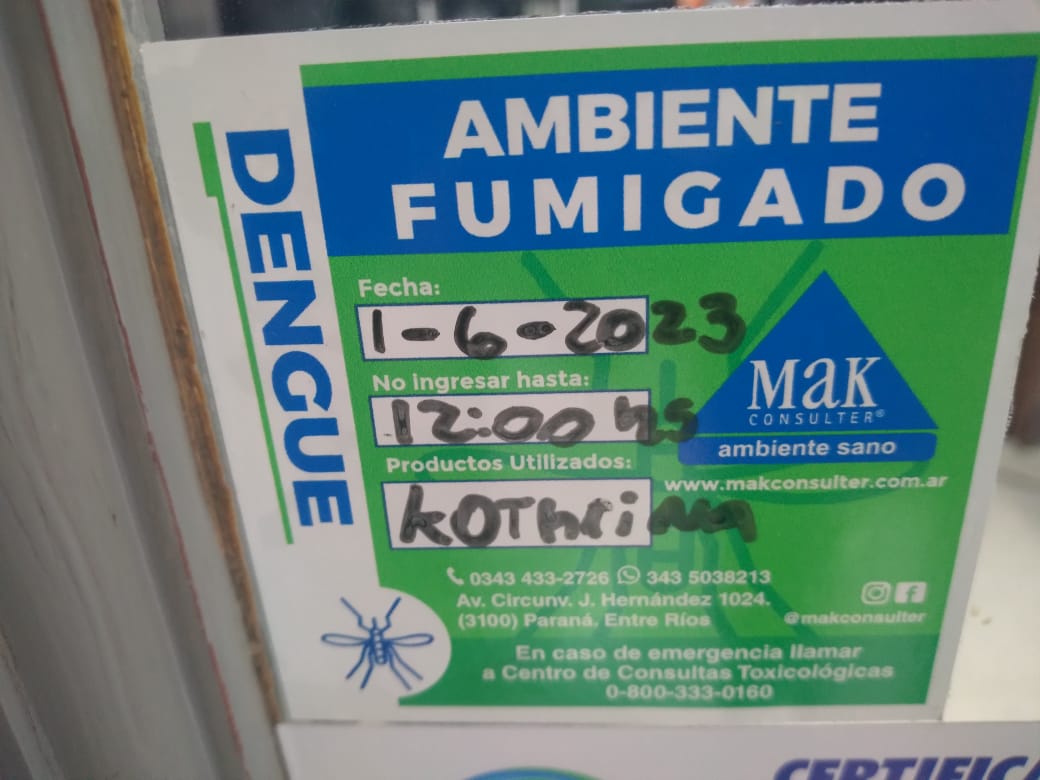 DENGUE
AMBIENTE
FUMIGADO
Fecha:
1-6-2023
No ingresar hasta:
12:00 hs
Productos Utilizados:
KOThrina
MaK
CONSULTER®
ambiente sano
www.makconsulter.com.ar
0343 433-2726 343 5038213
Av. Circunv. J. Hernández 1024.
(3100) Paraná. Entre Ríos
@makconsulter
En caso de emergencia llamar
a Centro de Consultas Toxicológicas
0-800-333-0160
CERTIFICA